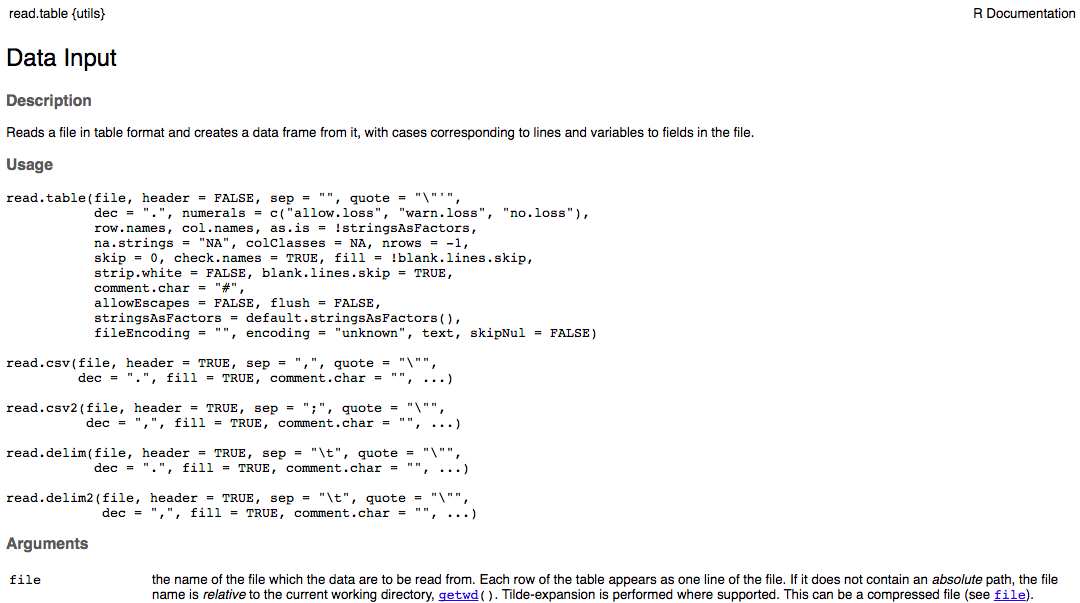 read.table {utils} R Documentation
Data Input
Description
Reads a file in table format and creates a data frame from it, with cases corresponding to lines and variables to fields in the file.
Usage
read.table(file, header = FALSE, sep = "", quote = "\"'",
           dec = ".", numerals = c("allow.loss", "warn.loss", "no.loss"),
           row.names, col.names, as.is = !stringsAsFactors,
           na.strings = "NA", colClasses = NA, nrows = -1,
           skip = 0, check.names = TRUE, fill = !blank.lines.skip,
           strip.white = FALSE, blank.lines.skip = TRUE,
           comment.char = "#",
           allowEscapes = FALSE, flush = FALSE,
           stringsAsFactors = default.stringsAsFactors(),
           fileEncoding = "", encoding = "unknown", text, skipNul = FALSE)
read.csv(file, header = TRUE, sep = ",", quote = "\"",
         dec = ".", fill = TRUE, comment.char = "", ...)
read.csv2(file, header = TRUE, sep = ";", quote = "\"",
          dec = ",", fill = TRUE, comment.char = "", ...)
read.delim(file, header = TRUE, sep = "\t", quote = "\"",
           dec = ".", fill = TRUE, comment.char = "", ...)
read.delim2(file, header = TRUE, sep = "\t", quote = "\"",
            dec = ",", fill = TRUE, comment.char = "", ...)
Arguments
file the name of the file which the data are to be read from. Each row of the table appears as one line of the file. If it does not contain an absolute path, the file
name is relative to the current working directory, getwd(). Tilde-expansion is performed where supported. This can be a compressed file (see file).